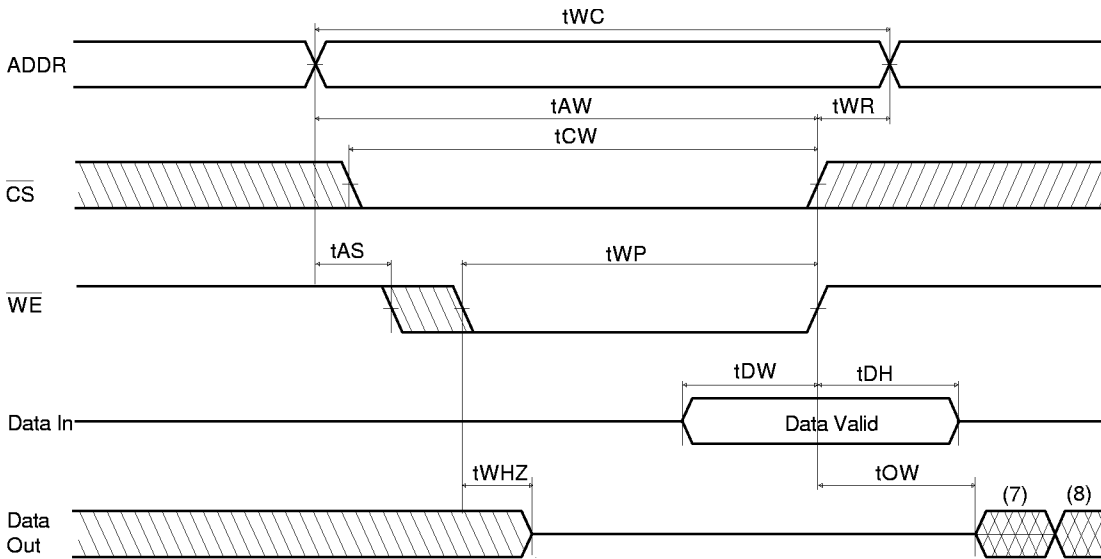 tWC
ADDR
tAW
tWR
tCW
CS
tAS
tWP
WE
tDW
tDH
Data In
Data Valid
tWHZ
tOW
(7)
(8)
Data
Out